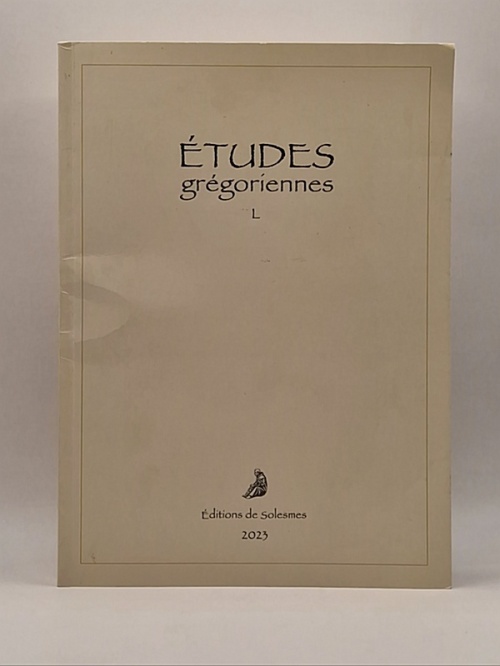 ÉTUDES
grégoriennes
L
Éditions de Solesmes
2023